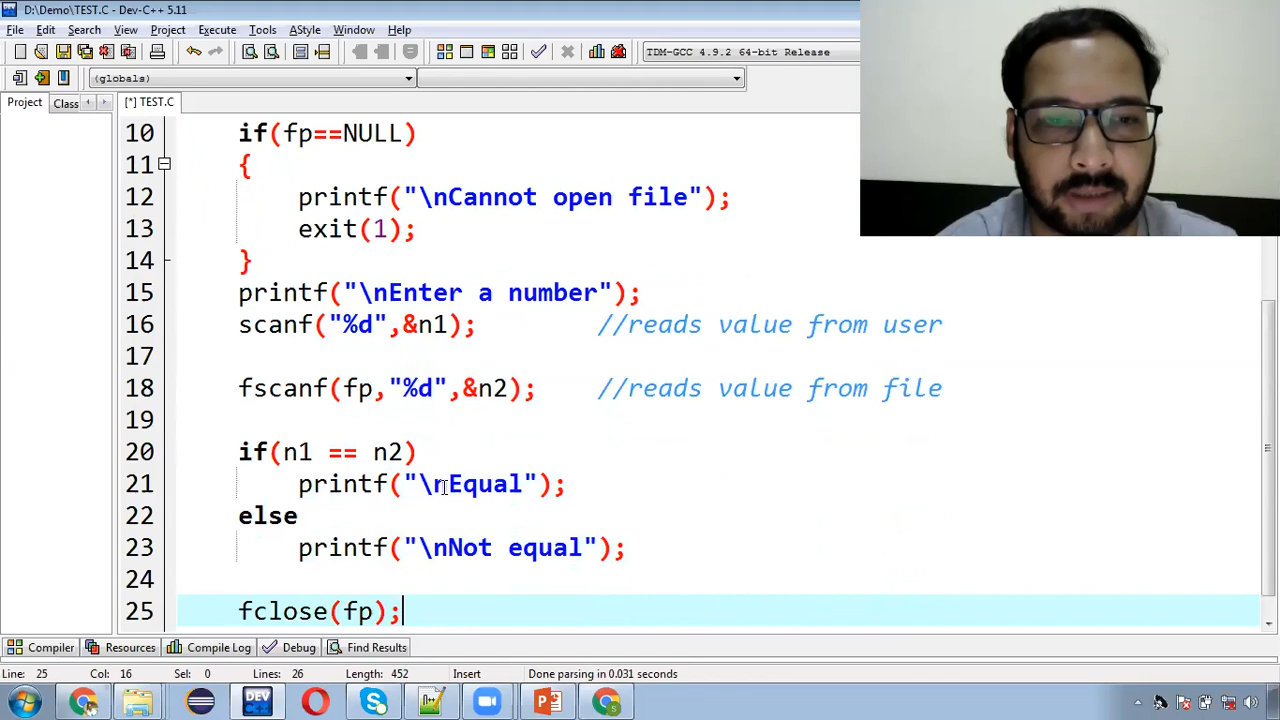 D:\Demo\TEST.C - Dev-C++ 5.11
File Edit Search View Project Execute Tools AStyle Window Help
TDM-GCC 4.9.2 64-bit Release
(globals)
Project Class [*] TEST.C
10 if(fp==NULL)
11 {
12 printf("\nCannot open file");
13 exit(1);
14 }
15 printf("\nEnter a number");
16 scanf("%d",&n1); //reads value from user
17
18 fscanf(fp,"%d",&n2); //reads value from file
19
20 if(n1 == n2)
21 printf("\nEqual");
22 else
23 printf("\nNot equal");
24
25 fclose(fp);
Compiler Resources Compile Log Debug Find Results
Line: 25 Col: 16 Sel: 0 Lines: 26 Length: 452 Insert Done parsing in 0.031 seconds
DEV